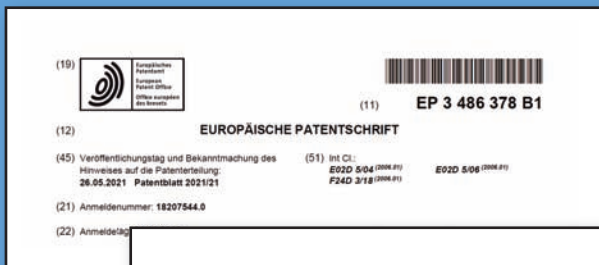 (19)
Europäisches
Patentamt
European
Patent Office
Office européen
des brevets
(11) EP 3 486 378 B1
(12) EUROPÄISCHE PATENTSCHRIFT
(45) Veröffentlichungstag und Bekanntmachung des
Hinweises auf die Patenterteilung:
26.05.2021 Patentblatt 2021/21
(51) Int Cl.:
E02D 5/04 (2006.01) E02D 5/06 (2006.01)
F24D 3/18 (2006.01)
(21) Anmeldenummer: 18207544.0
(22)